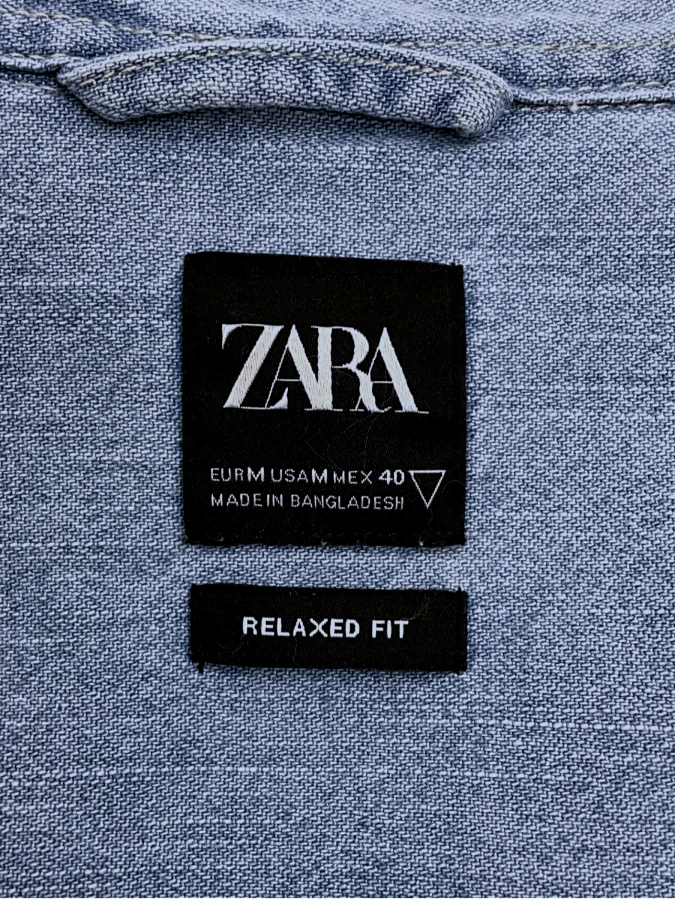 ZARA
EUR M USA M MEX 40
MADE IN BANGLADESH
RELAXED FIT